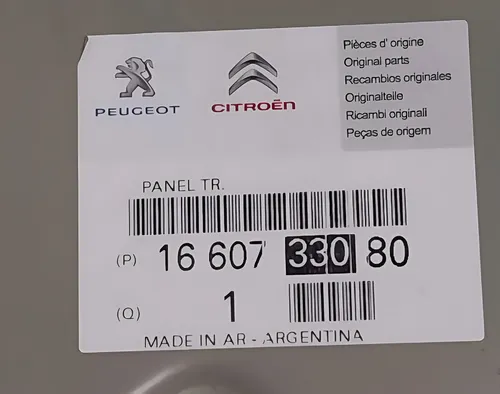 PEUGEOT
CITROËN
Pièces d' origine
Original parts
Recambios originales
Originalteile
Ricambi originali
Peças de origem
PANEL TR.
(P) 16 607 330 80
(Q) 1
MADE IN AR - ARGENTINA